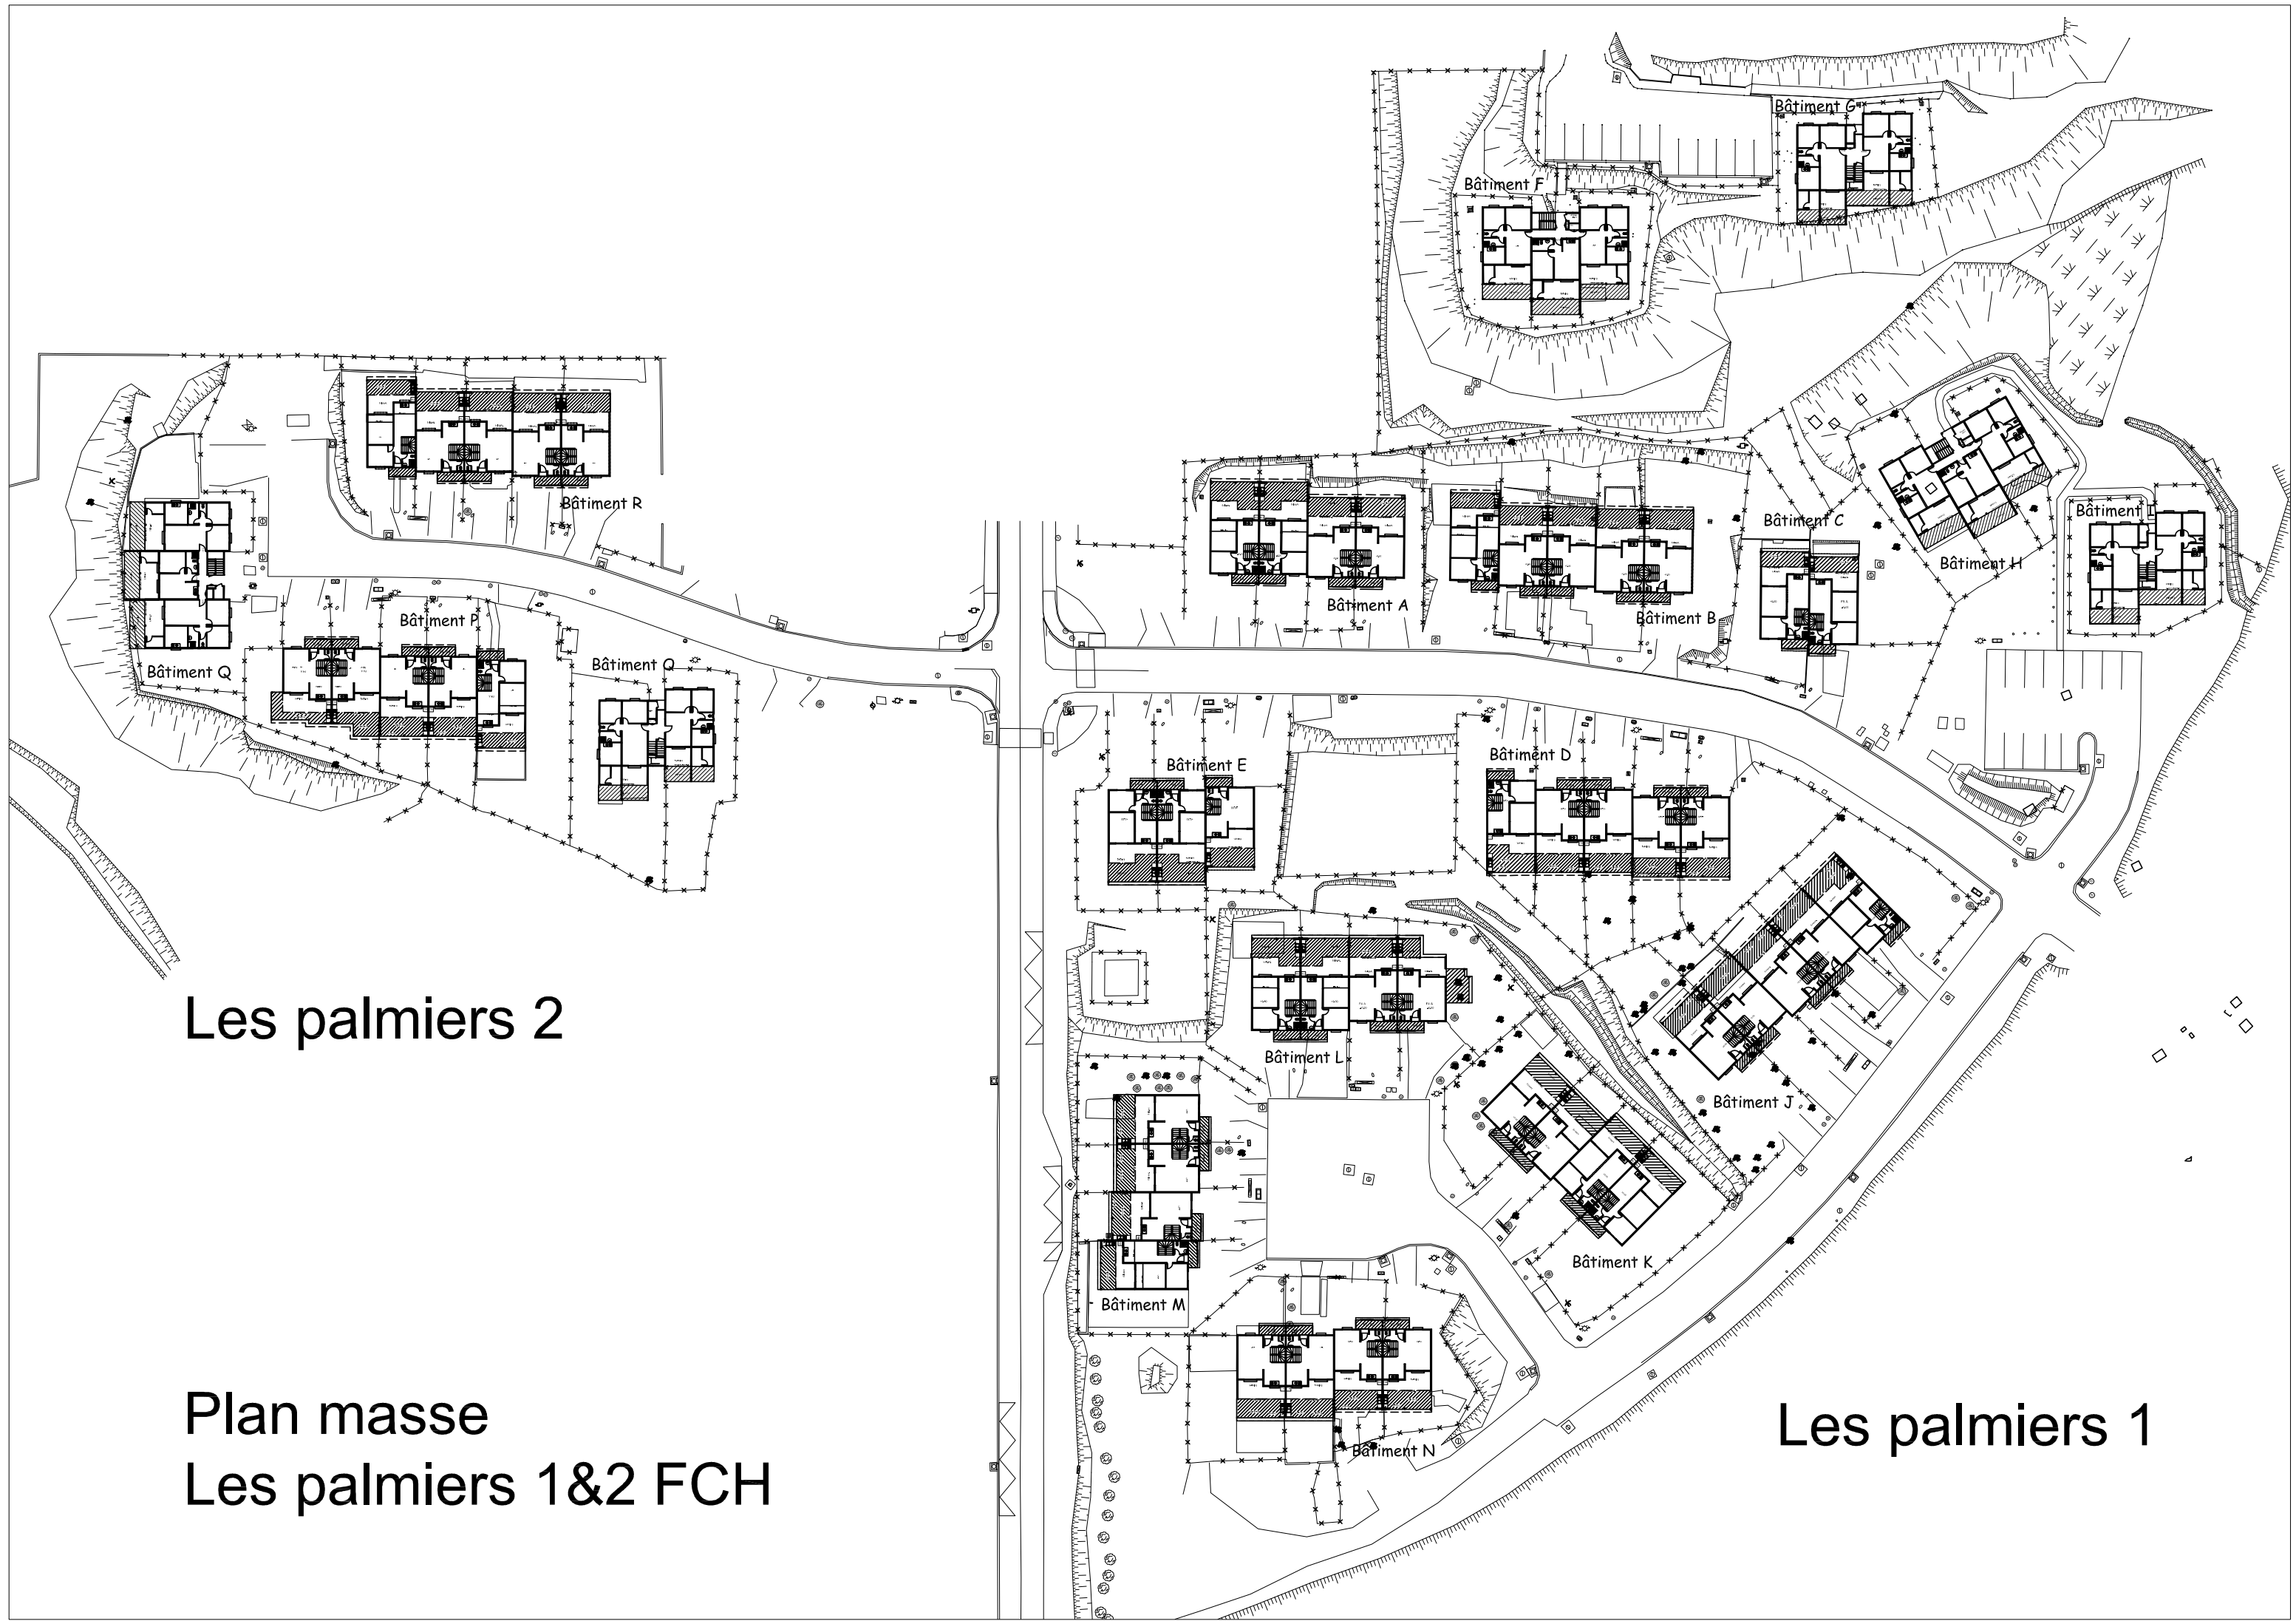 Bâtiment G
Bâtiment F
Bâtiment R
Bâtiment C
Bâtiment I
Bâtiment H
Bâtiment A
Bâtiment B
Bâtiment P
Bâtiment O
Bâtiment Q
Bâtiment D
Bâtiment E
Les palmiers 2
Bâtiment L
Bâtiment J
Bâtiment K
Bâtiment M
Plan masse
Les palmiers 1&2 FCH
Les palmiers 1
Bâtiment N